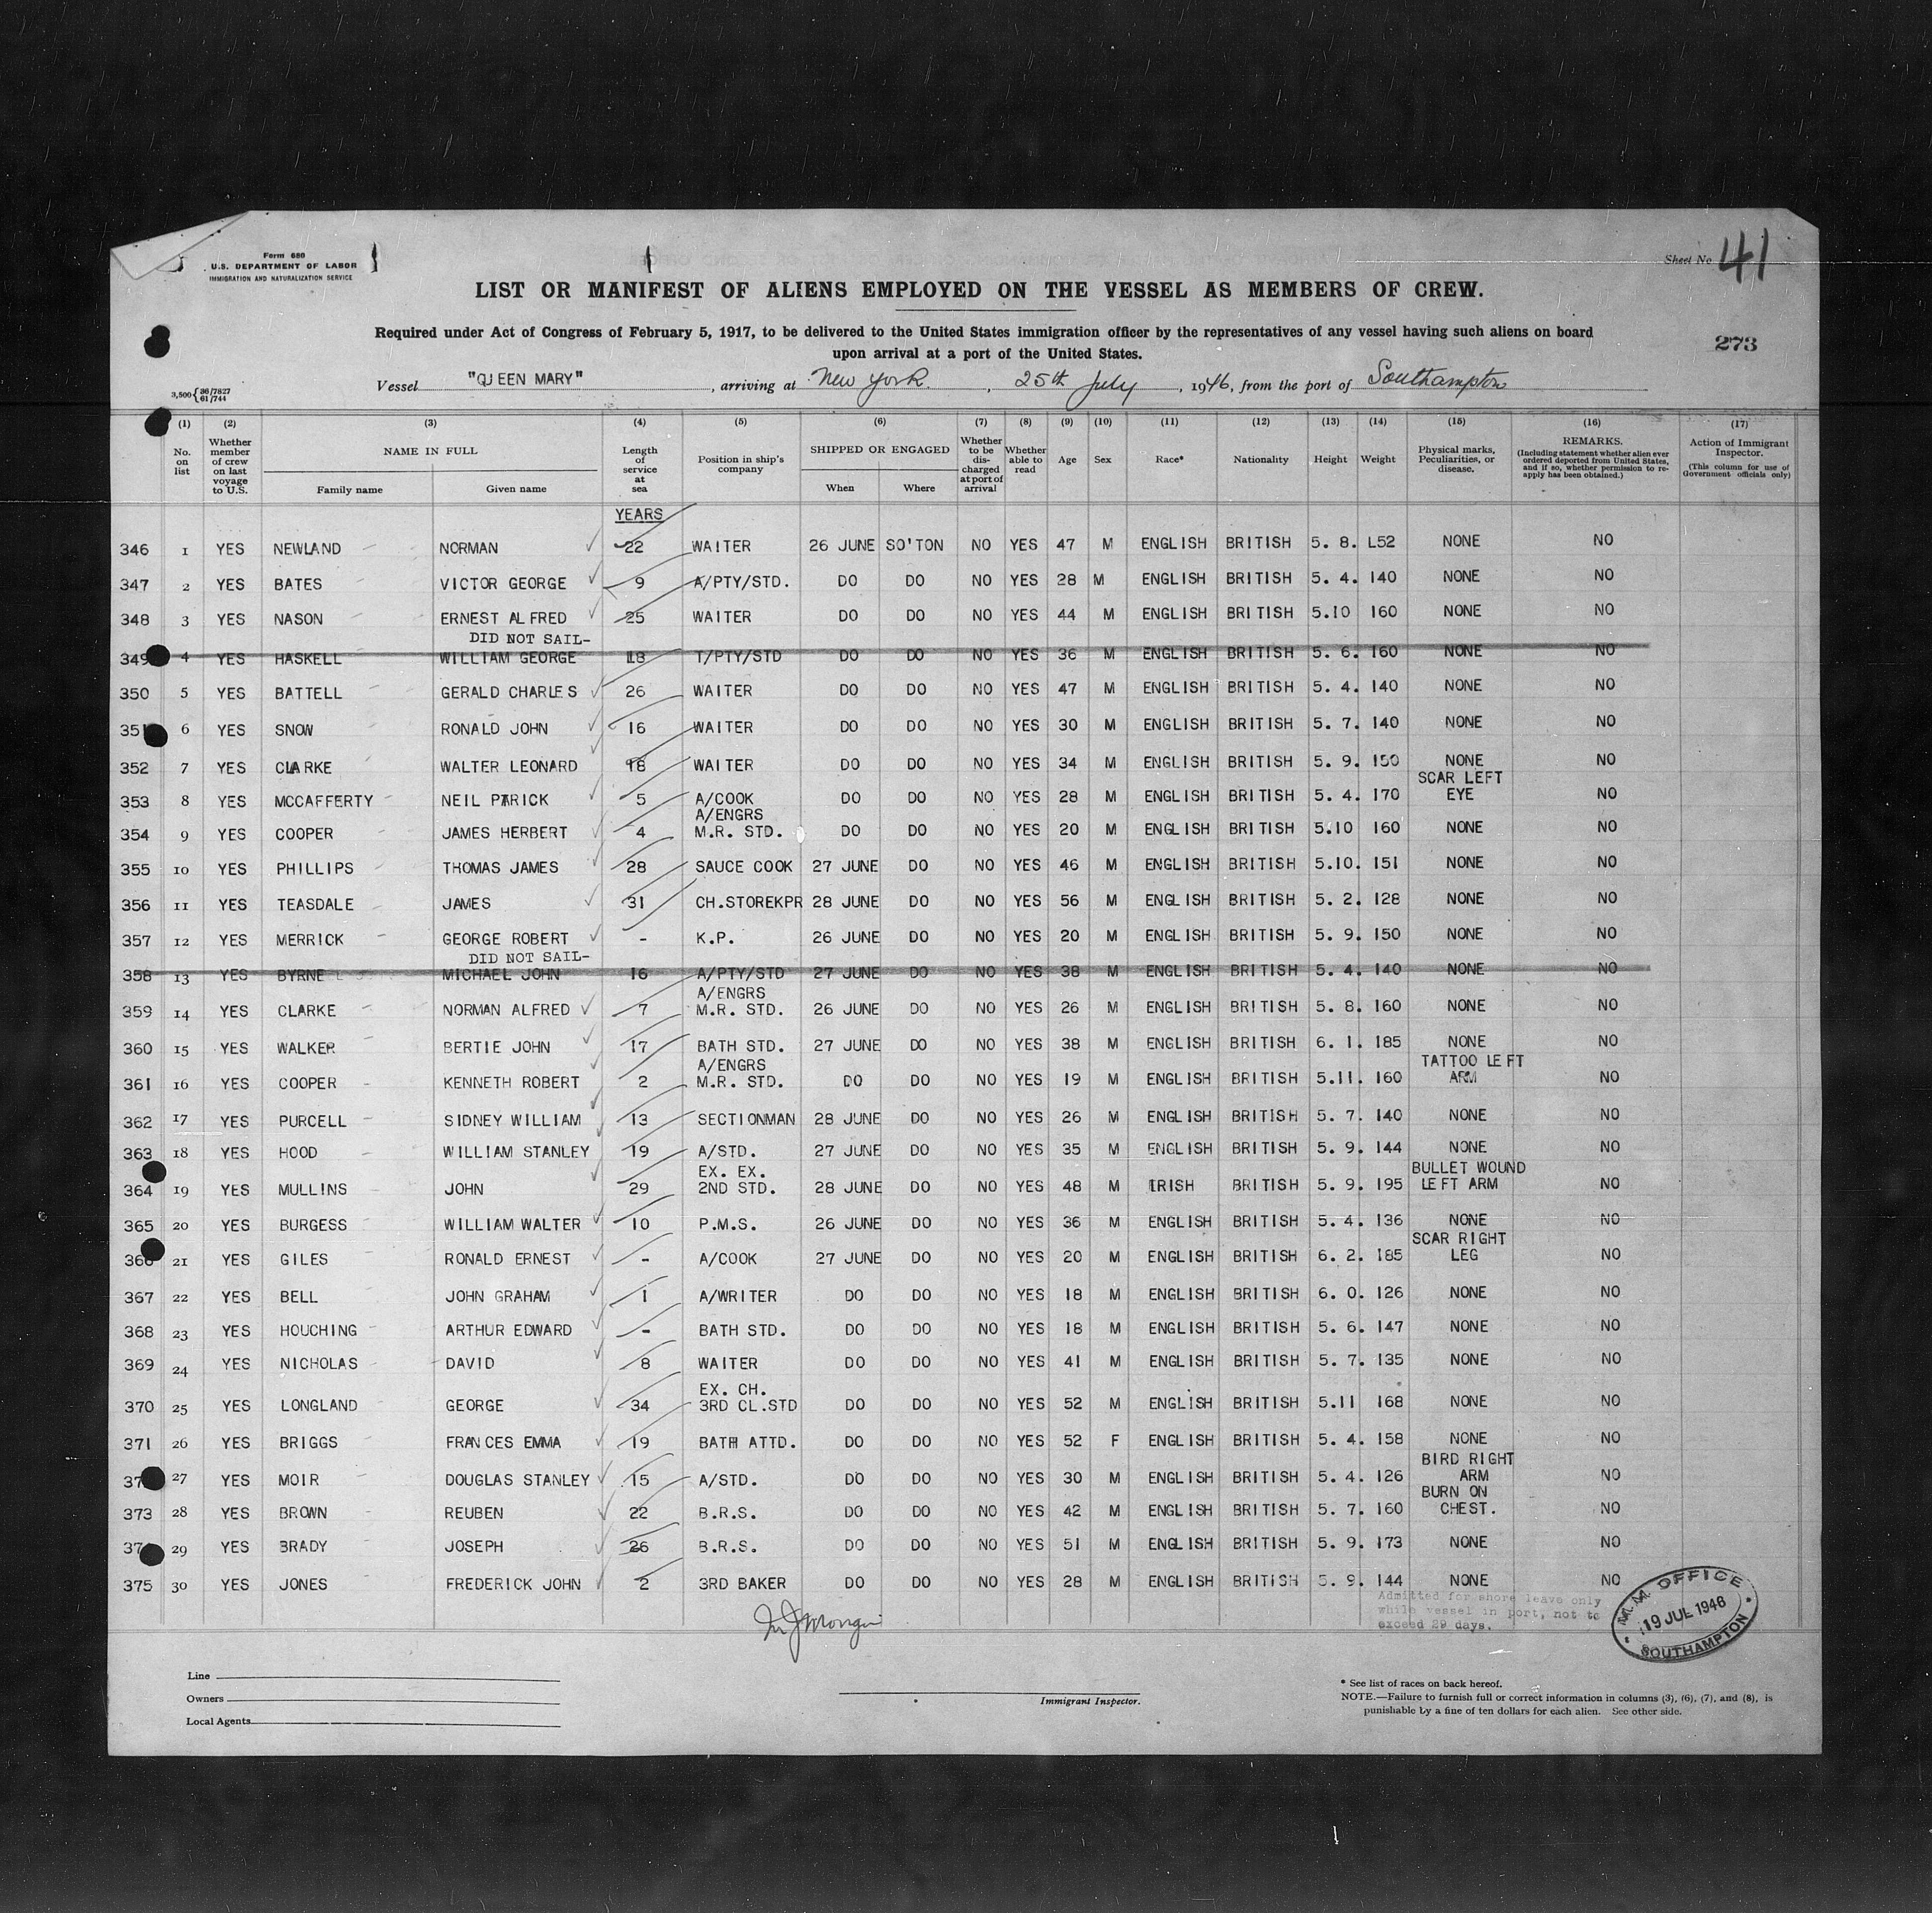 Form 680
U.S. DEPARTMENT OF LABOR
IMMIGRATION AND NATURALIZATION SERVICE
Sheet No 41
LIST OR MANIFEST OF ALIENS EMPLOYED ON THE VESSEL AS MEMBERS OF CREW.
Required under Act of Congress of February 5, 1917, to be delivered to the United States immigration officer by the representatives of any vessel having such aliens on board
upon arrival at a port of the United States.
273
3,500 { 36/7827 61/744
Vessel "QUEEN MARY", arriving at New York, 25th July, 1946, from the port of Southampton
(1) (2) (3) (4) (5) (6) (7) (8) (9) (10) (11) (12) (13) (14) (15) (16) (17)
No. on list | Whether member of crew on last voyage to U.S. | NAME IN FULL | Family name | Given name | Length of service at sea | Position in ship's company | SHIPPED OR ENGAGED | When | Where | Whether to be discharged at port of arrival | Whether able to read | Age | Sex | Race* | Nationality | Height | Weight | Physical marks, Peculiarities, or disease. | REMARKS. (Including statement whether alien ever ordered deported from United States, and if so, whether permission to re-apply has been obtained.) | Action of Immigrant Inspector. (This column for use of Government officials only)
YEARS
346 1 YES NEWLAND NORMAN 22 WAITER 26 JUNE SO'TON NO YES 47 M ENGLISH BRITISH 5. 8. L52 NONE NO
347 2 YES BATES VICTOR GEORGE 9 A/PTY/STD. DO DO NO YES 28 M ENGLISH BRITISH 5. 4. 140 NONE NO
348 3 YES NASON ERNEST ALFRED 25 WAITER DO DO NO YES 44 M ENGLISH BRITISH 5.10 160 NONE NO
DID NOT SAIL-
349 4 YES HASKELL WILLIAM GEORGE 18 T/PTY/STD DO DO NO YES 36 M ENGLISH BRITISH 5. 6. 160 NONE NO
350 5 YES BATTELL GERALD CHARLES 26 WAITER DO DO NO YES 47 M ENGLISH BRITISH 5. 4. 140 NONE NO
351 6 YES SNOW RONALD JOHN 16 WAITER DO DO NO YES 30 M ENGLISH BRITISH 5. 7. 140 NONE NO
352 7 YES CLARKE WALTER LEONARD 18 WAITER DO DO NO YES 34 M ENGLISH BRITISH 5. 9. 150 NONE NO
SCAR LEFT
353 8 YES MCCAFFERTY NEIL PTRICK 5 A/COOK DO DO NO YES 28 M ENGLISH BRITISH 5. 4. 170 EYE NO
A/ENGRS
354 9 YES COOPER JAMES HERBERT 4 M.R. STD. DO DO NO YES 20 M ENGLISH BRITISH 5.10 160 NONE NO
355 10 YES PHILLIPS THOMAS JAMES 28 SAUCE COOK 27 JUNE DO NO YES 46 M ENGLISH BRITISH 5.10. 151 NONE NO
356 11 YES TEASDALE JAMES 31 CH.STOREKPR 28 JUNE DO NO YES 56 M ENGLISH BRITISH 5. 2. 128 NONE NO
357 12 YES MERRICK GEORGE ROBERT - K.P. 26 JUNE DO NO YES 20 M ENGLISH BRITISH 5. 9. 150 NONE NO
DID NOT SAIL-
358 13 YES BYRNE MICHAEL JOHN 16 A/PTY/STD 27 JUNE DO NO YES 38 M ENGLISH BRITISH 5. 4. 140 NONE NO
A/ENGRS
359 14 YES CLARKE NORMAN ALFRED 7 M.R. STD. 26 JUNE DO NO YES 26 M ENGLISH BRITISH 5. 8. 160 NONE NO
360 15 YES WALKER BERTIE JOHN 17 BATH STD. 27 JUNE DO NO YES 38 M ENGLISH BRITISH 6. 1. 185 NONE NO
A/ENGRS TATTOO LEFT
361 16 YES COOPER KENNETH ROBERT 2 M.R. STD. DO DO NO YES 19 M ENGLISH BRITISH 5.11. 160 ARM NO
362 17 YES PURCELL SIDNEY WILLIAM 13 SECTIONMAN 28 JUNE DO NO YES 26 M ENGLISH BRITISH 5. 7. 140 NONE NO
363 18 YES HOOD WILLIAM STANLEY 19 A/STD. 27 JUNE DO NO YES 35 M ENGLISH BRITISH 5. 9. 144 NONE NO
EX. EX. BULLET WOUND
364 19 YES MULLINS JOHN 29 2ND STD. 28 JUNE DO NO YES 48 M IRISH BRITISH 5. 9. 195 LEFT ARM NO
365 20 YES BURGESS WILLIAM WALTER 10 P.M.S. 26 JUNE DO NO YES 36 M ENGLISH BRITISH 5. 4. 136 NONE NO
SCAR RIGHT
366 21 YES GILES RONALD ERNEST - A/COOK 27 JUNE DO NO YES 20 M ENGLISH BRITISH 6. 2. 185 LEG NO
367 22 YES BELL JOHN GRAHAM 1 A/WRITER DO DO NO YES 18 M ENGLISH BRITISH 6. 0. 126 NONE NO
368 23 YES HOUCHING ARTHUR EDWARD - BATH STD. DO DO NO YES 18 M ENGLISH BRITISH 5. 6. 147 NONE NO
369 24 YES NICHOLAS DAVID 8 WAITER DO DO NO YES 41 M ENGLISH BRITISH 5. 7. 135 NONE NO
EX. CH.
370 25 YES LONGLAND GEORGE 34 3RD CL.STD DO DO NO YES 52 M ENGLISH BRITISH 5.11 168 NONE NO
371 26 YES BRIGGS FRANCES EMMA 19 BATH ATTD. DO DO NO YES 52 F ENGLISH BRITISH 5. 4. 158 NONE NO
BIRD RIGHT
37 27 YES MOIR DOUGLAS STANLEY 15 A/STD. DO DO NO YES 30 M ENGLISH BRITISH 5. 4. 126 ARM NO
BURN ON
373 28 YES BROWN REUBEN 22 B.R.S. DO DO NO YES 42 M ENGLISH BRITISH 5. 7. 160 CHEST. NO
37 29 YES BRADY JOSEPH 26 B.R.S. DO DO NO YES 51 M ENGLISH BRITISH 5. 9. 173 NONE NO
375 30 YES JONES FREDERICK JOHN 2 3RD BAKER DO DO NO YES 28 M ENGLISH BRITISH 5. 9. 144 NONE NO
Admitted for shore leave only
while vessel in port, not to
exceed 29 days.
M.M. OFFICE
19 JUL 1946
SOUTHAMPTON
Line
Owners
Local Agents
Immigrant Inspector.
* See list of races on back hereof.
NOTE.—Failure to furnish full or correct information in columns (3), (6), (7), and (8), is
punishable by a fine of ten dollars for each alien. See other side.